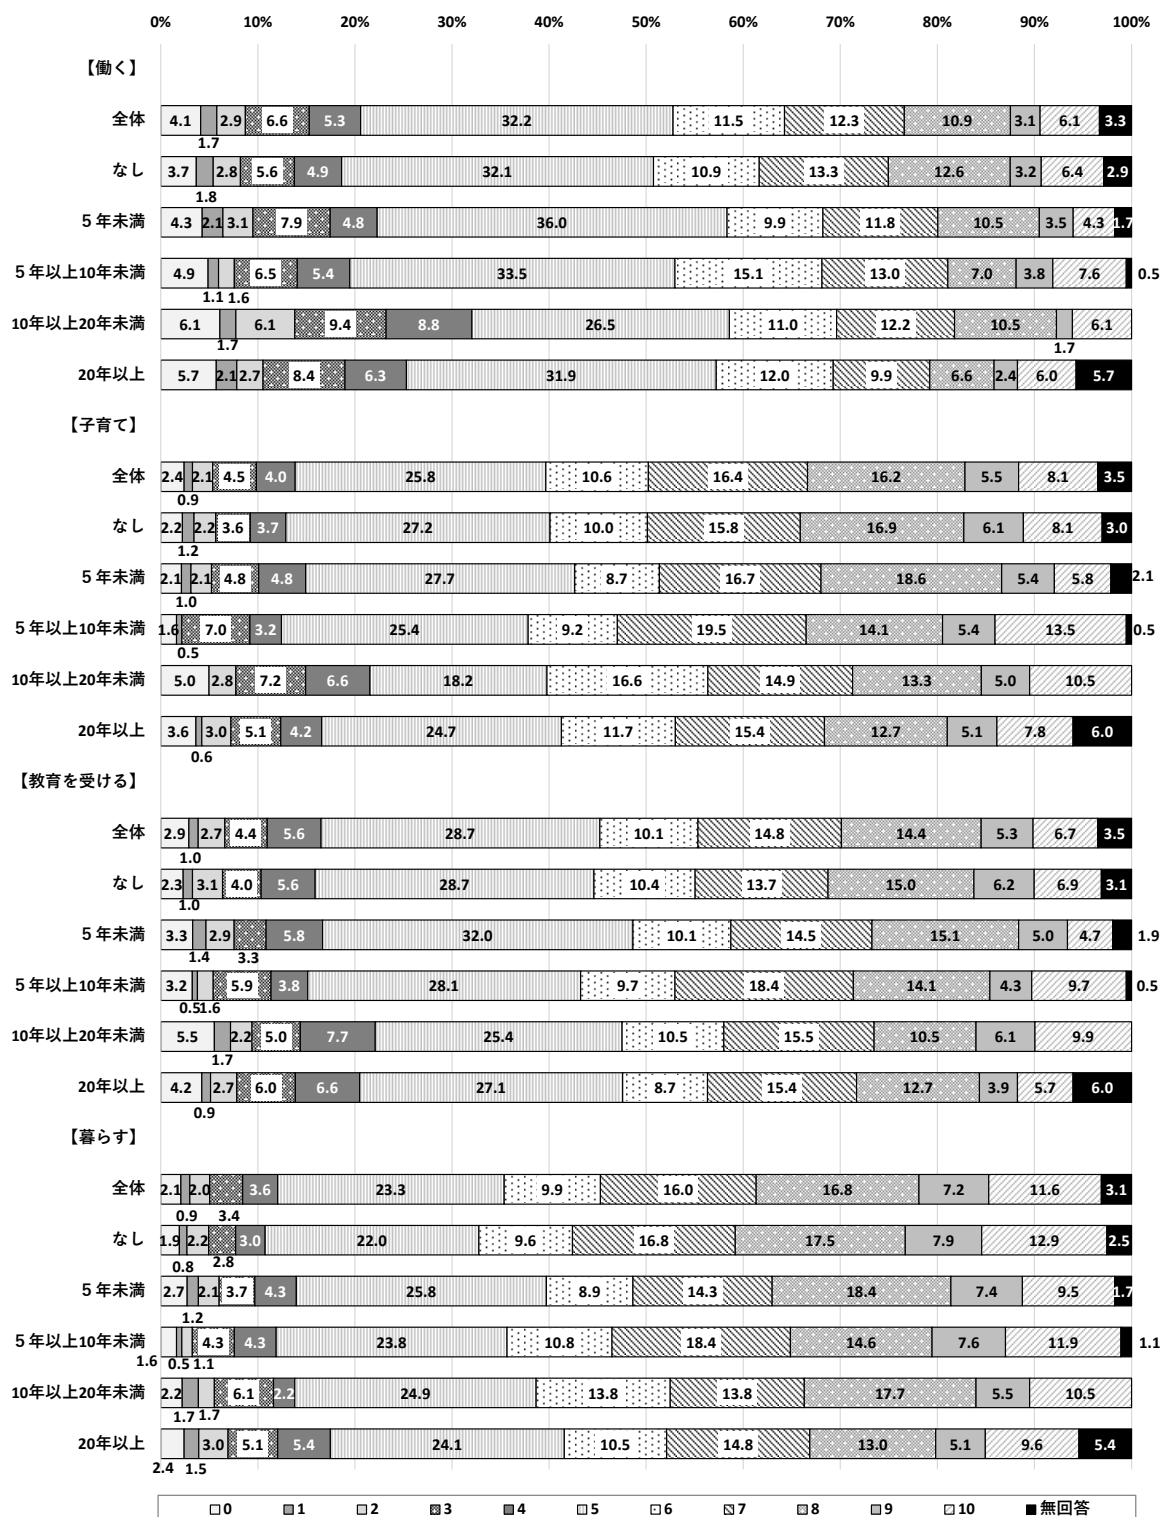 0% 10% 20% 30% 40% 50% 60% 70% 80% 90% 100%
【働く】
全体 4.1 1.7 2.9 6.6 5.3 32.2 11.5 12.3 10.9 3.1 6.1 3.3
なし 3.7 1.8 2.8 5.6 4.9 32.1 10.9 13.3 12.6 3.2 6.4 2.9
5年未満 4.3 2.1 3.1 7.9 4.8 36.0 9.9 11.8 10.5 3.5 4.3 1.7
5年以上10年未満 4.9 1.1 1.6 6.5 5.4 33.5 15.1 13.0 7.0 3.8 7.6 0.5
10年以上20年未満 6.1 1.7 6.1 9.4 8.8 26.5 11.0 12.2 10.5 1.7 6.1
20年以上 5.7 2.1 2.7 8.4 6.3 31.9 12.0 9.9 6.6 2.4 6.0 5.7
【子育て】
全体 2.4 0.9 2.1 4.5 4.0 25.8 10.6 16.4 16.2 5.5 8.1 3.5
なし 2.2 1.2 2.2 3.6 3.7 27.2 10.0 15.8 16.9 6.1 8.1 3.0
5年未満 2.1 1.0 2.1 4.8 4.8 27.7 8.7 16.7 18.6 5.4 5.8 2.1
5年以上10年未満 1.6 0.5 7.0 3.2 25.4 9.2 19.5 14.1 5.4 13.5 0.5
10年以上20年未満 5.0 2.8 7.2 6.6 18.2 16.6 14.9 13.3 5.0 10.5
20年以上 3.6 0.6 3.0 5.1 4.2 24.7 11.7 15.4 12.7 5.1 7.8 6.0
【教育を受ける】
全体 2.9 1.0 2.7 4.4 5.6 28.7 10.1 14.8 14.4 5.3 6.7 3.5
なし 2.3 1.0 3.1 4.0 5.6 28.7 10.4 13.7 15.0 6.2 6.9 3.1
5年未満 3.3 1.4 2.9 3.3 5.8 32.0 10.1 14.5 15.1 5.0 4.7 1.9
5年以上10年未満 3.2 0.5 1.6 5.9 3.8 28.1 9.7 18.4 14.1 4.3 9.7 0.5
10年以上20年未満 5.5 1.7 2.2 5.0 7.7 25.4 10.5 15.5 10.5 6.1 9.9
20年以上 4.2 0.9 2.7 6.0 6.6 27.1 8.7 15.4 12.7 3.9 5.7 6.0
【暮らす】
全体 2.1 0.9 2.0 3.4 3.6 23.3 9.9 16.0 16.8 7.2 11.6 3.1
なし 1.9 0.8 2.2 2.8 3.0 22.0 9.6 16.8 17.5 7.9 12.9 2.5
5年未満 2.7 1.2 2.1 3.7 4.3 25.8 8.9 14.3 18.4 7.4 9.5 1.7
5年以上10年未満 1.6 0.5 1.1 4.3 4.3 23.8 10.8 18.4 14.6 7.6 11.9 1.1
10年以上20年未満 2.2 1.7 1.7 6.1 2.2 24.9 13.8 13.8 17.7 5.5 10.5
20年以上 2.4 1.5 3.0 5.1 5.4 24.1 10.5 14.8 13.0 5.1 9.6 5.4
0 1 2 3 4 5 6 7 8 9 10 無回答